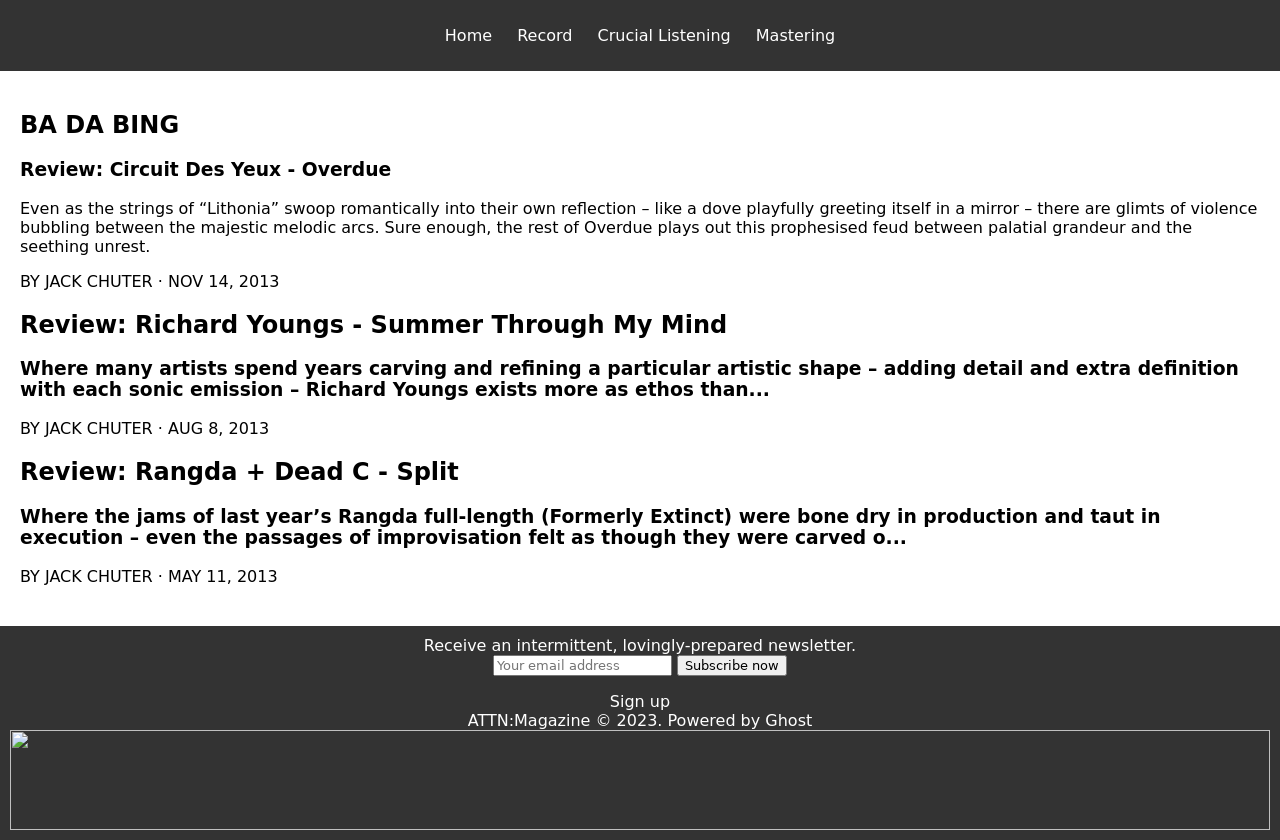 Home Record Crucial Listening Mastering
BA DA BING
Review: Circuit Des Yeux - Overdue
Even as the strings of “Lithonia” swoop romantically into their own reflection – like a dove playfully greeting itself in a mirror – there are glimts of violence
bubbling between the majestic melodic arcs. Sure enough, the rest of Overdue plays out this prophesised feud between palatial grandeur and the
seething unrest.
BY JACK CHUTER · NOV 14, 2013
Review: Richard Youngs - Summer Through My Mind
Where many artists spend years carving and refining a particular artistic shape – adding detail and extra definition
with each sonic emission – Richard Youngs exists more as ethos than...
BY JACK CHUTER · AUG 8, 2013
Review: Rangda + Dead C - Split
Where the jams of last year’s Rangda full-length (Formerly Extinct) were bone dry in production and taut in
execution – even the passages of improvisation felt as though they were carved o...
BY JACK CHUTER · MAY 11, 2013
Receive an intermittent, lovingly-prepared newsletter.
Your email address Subscribe now
Sign up
ATTN:Magazine © 2023. Powered by Ghost